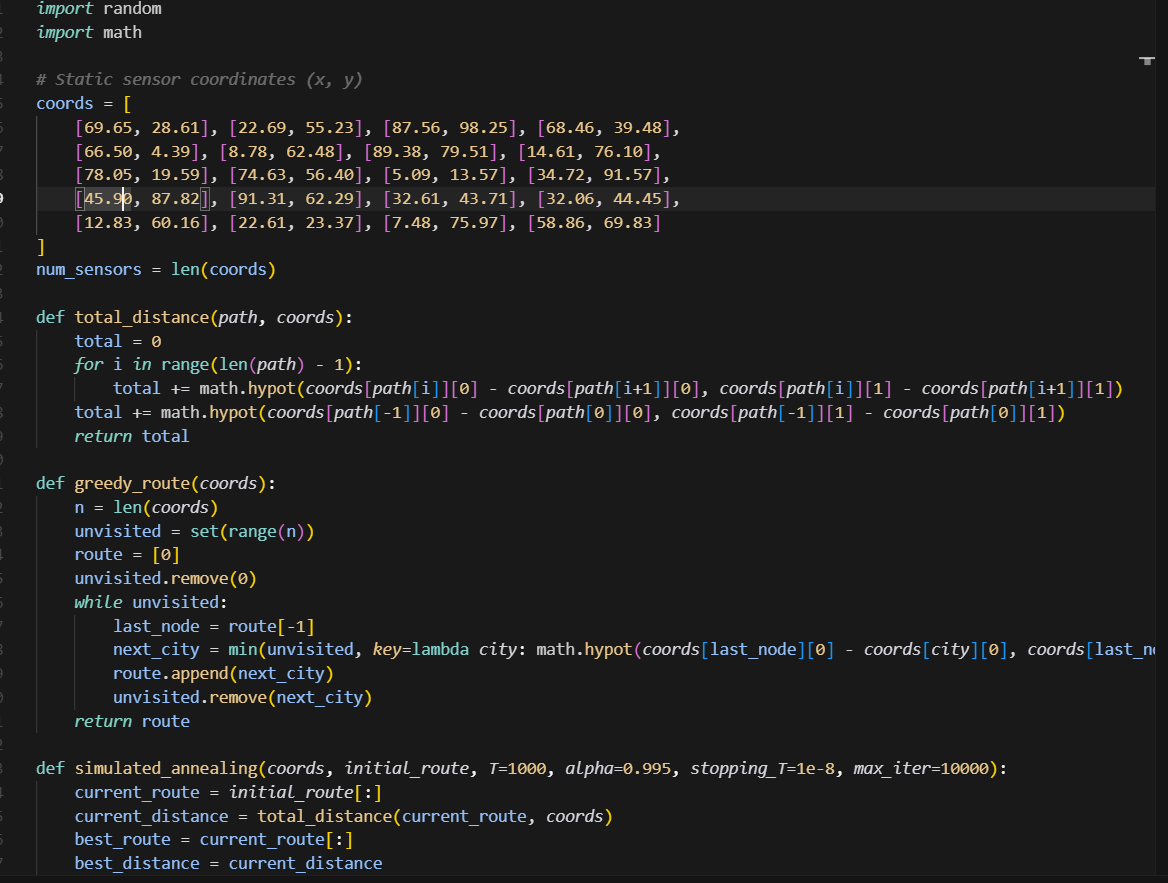 import random
import math
# Static sensor coordinates (x, y)
coords = [
    [69.65, 28.61], [22.69, 55.23], [87.56, 98.25], [68.46, 39.48],
    [66.50, 4.39], [8.78, 62.48], [89.38, 79.51], [14.61, 76.10],
    [78.05, 19.59], [74.63, 56.40], [5.09, 13.57], [34.72, 91.57],
    [45.90, 87.82], [91.31, 62.29], [32.61, 43.71], [32.06, 44.45],
    [12.83, 60.16], [22.61, 23.37], [7.48, 75.97], [58.86, 69.83]
]
num_sensors = len(coords)
def total_distance(path, coords):
    total = 0
    for i in range(len(path) - 1):
        total += math.hypot(coords[path[i]][0] - coords[path[i+1]][0], coords[path[i]][1] - coords[path[i+1]][1])
    total += math.hypot(coords[path[-1]][0] - coords[path[0]][0], coords[path[-1]][1] - coords[path[0]][1])
    return total
def greedy_route(coords):
    n = len(coords)
    unvisited = set(range(n))
    route = [0]
    unvisited.remove(0)
    while unvisited:
        last_node = route[-1]
        next_city = min(unvisited, key=lambda city: math.hypot(coords[last_node][0] - coords[city][0], coords[last_n
        route.append(next_city)
        unvisited.remove(next_city)
    return route
def simulated_annealing(coords, initial_route, T=1000, alpha=0.995, stopping_T=1e-8, max_iter=10000):
    current_route = initial_route[:]
    current_distance = total_distance(current_route, coords)
    best_route = current_route[:]
    best_distance = current_distance